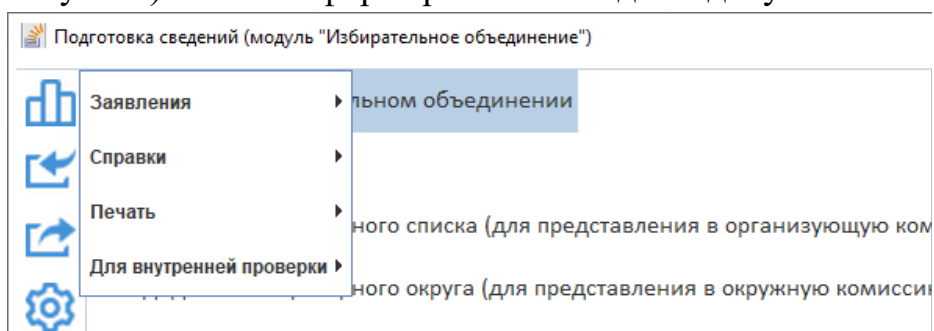 Подготовка сведений (модуль "Избирательное объединение")
Заявления
льном объединении
Справки
Печать
ного списка (для представления в организующую ком
Для внутренней проверки
ного округа (для представления в окружную комисси